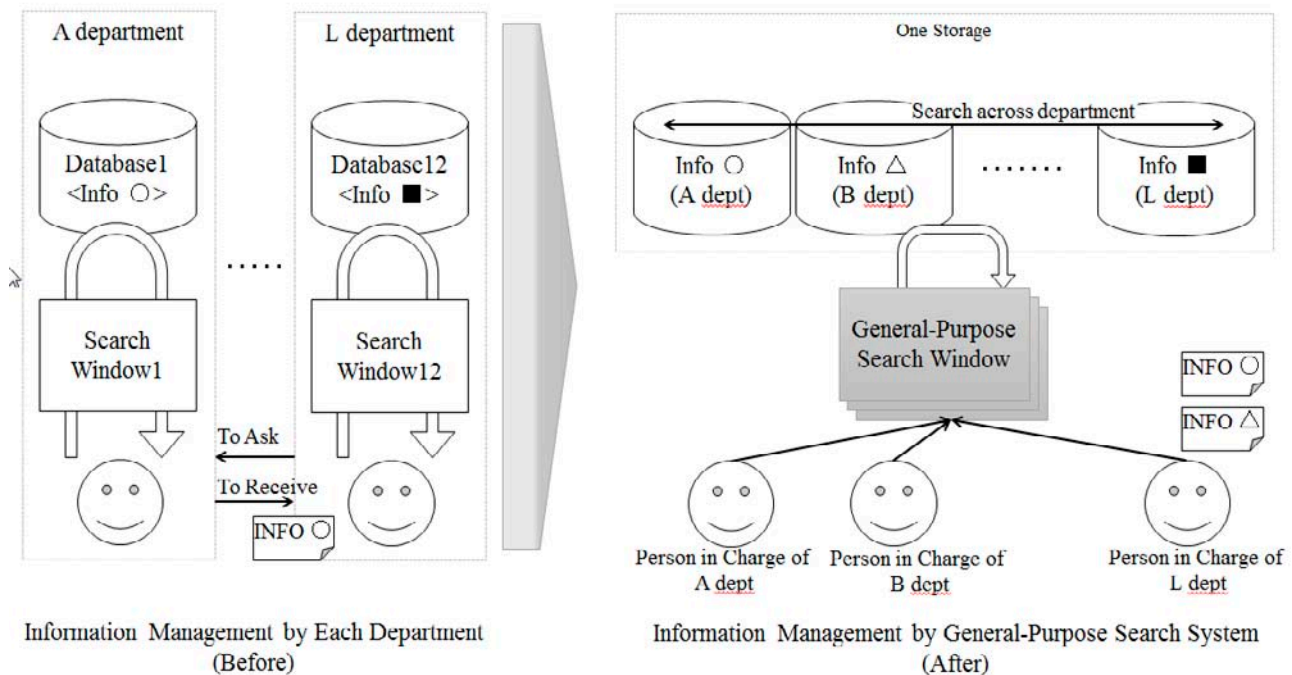 A department
L department
Database1
<Info ○>
Database12
<Info ■>
.....
Search
Window1
Search
Window12
To Ask
To Receive
INFO ○
Information Management by Each Department
(Before)
One Storage
Search across department
Info ○
(A dept)
Info △
(B dept)
.......
Info ■
(L dept)
General-Purpose
Search Window
INFO ○
INFO △
Person in Charge of
A dept
Person in Charge of
B dept
Person in Charge of
L dept
Information Management by General-Purpose Search System
(After)